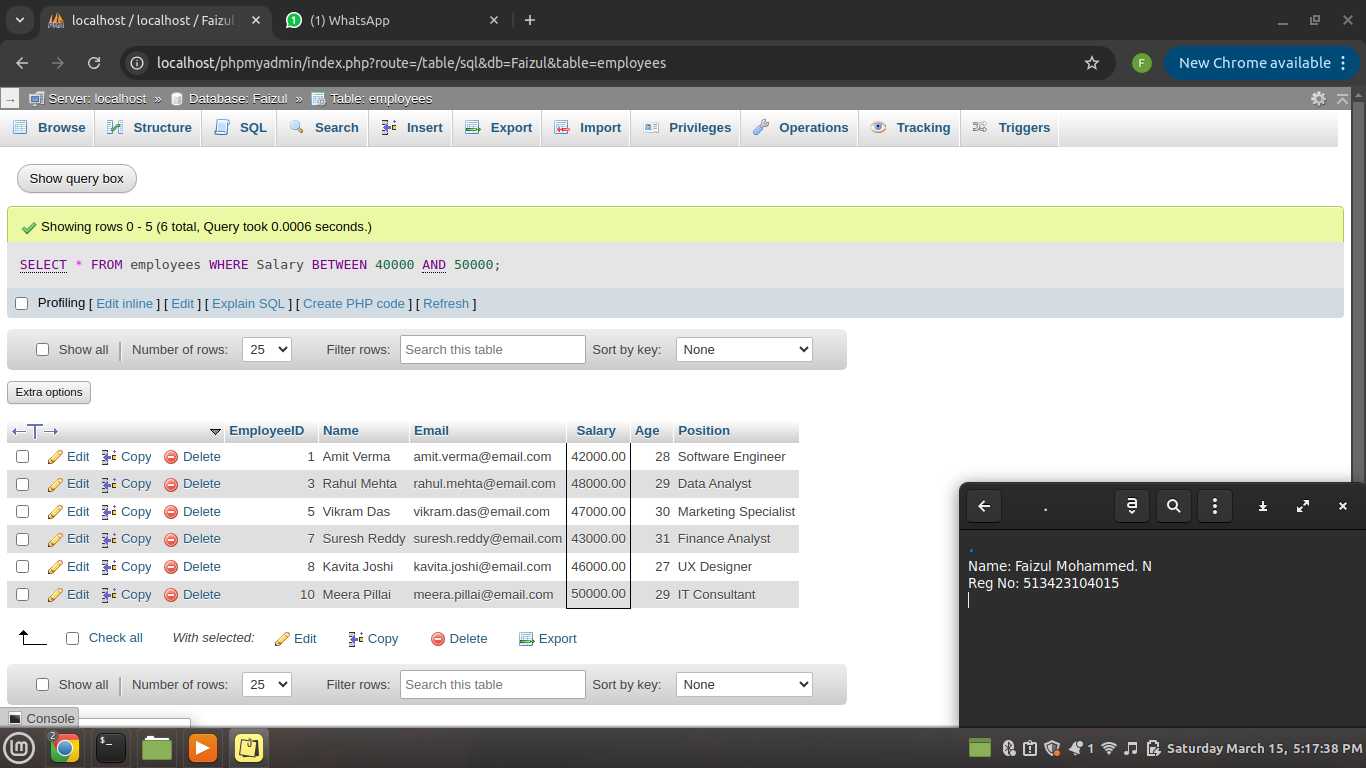 localhost / localhost / Faizul
(1) WhatsApp
localhost/phpmyadmin/index.php?route=/table/sql&db=Faizul&table=employees
F
New Chrome available
Server: localhost » Database: Faizul » Table: employees
Browse Structure SQL Search Insert Export Import Privileges Operations Tracking Triggers
Show query box
Showing rows 0 - 5 (6 total, Query took 0.0006 seconds.)
SELECT * FROM employees WHERE Salary BETWEEN 40000 AND 50000;
Profiling [ Edit inline ] [ Edit ] [ Explain SQL ] [ Create PHP code ] [ Refresh ]
Show all Number of rows: 25 Filter rows: Search this table Sort by key: None
Extra options
EmployeeID Name Email Salary Age Position
Edit Copy Delete 1 Amit Verma amit.verma@email.com 42000.00 28 Software Engineer
Edit Copy Delete 3 Rahul Mehta rahul.mehta@email.com 48000.00 29 Data Analyst
Edit Copy Delete 5 Vikram Das vikram.das@email.com 47000.00 30 Marketing Specialist
Edit Copy Delete 7 Suresh Reddy suresh.reddy@email.com 43000.00 31 Finance Analyst
Edit Copy Delete 8 Kavita Joshi kavita.joshi@email.com 46000.00 27 UX Designer
Edit Copy Delete 10 Meera Pillai meera.pillai@email.com 50000.00 29 IT Consultant
Check all With selected: Edit Copy Delete Export
Show all Number of rows: 25 Filter rows: Search this table Sort by key: None
Console
.
a
.
Name: Faizul Mohammed. N
Reg No: 513423104015
2
1
Saturday March 15, 5:17:38 PM